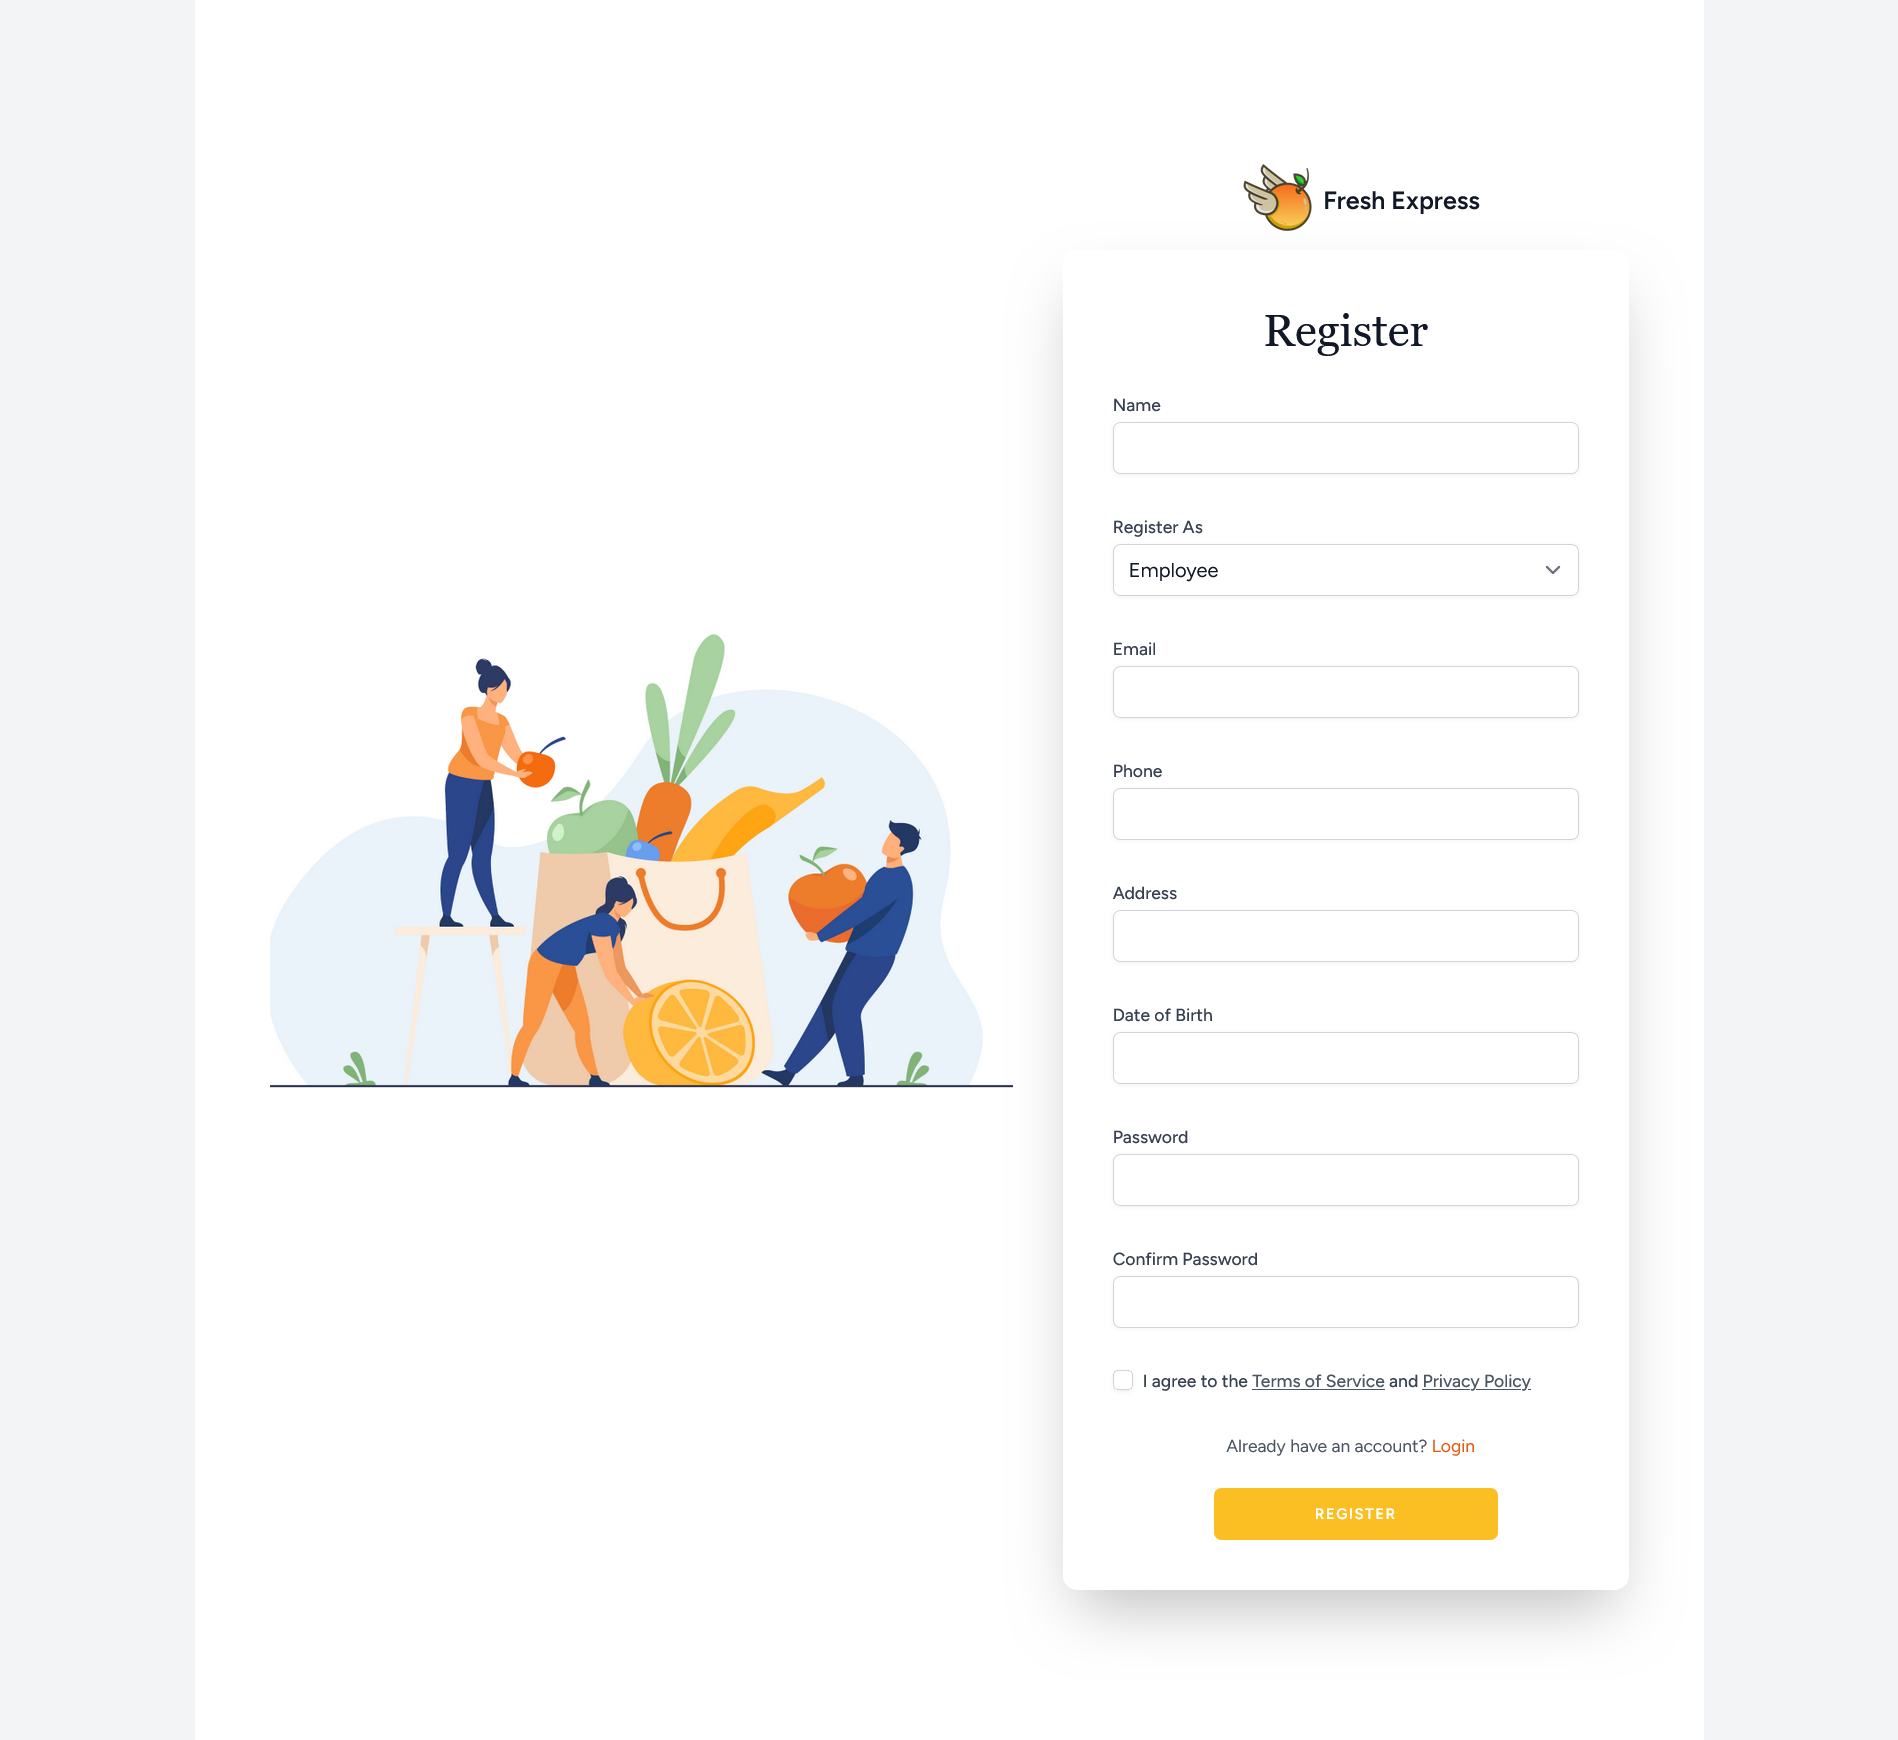 Fresh Express
Register
Name
Register As
Employee
Email
Phone
Address
Date of Birth
Password
Confirm Password
I agree to the Terms of Service and Privacy Policy
Already have an account? Login
REGISTER